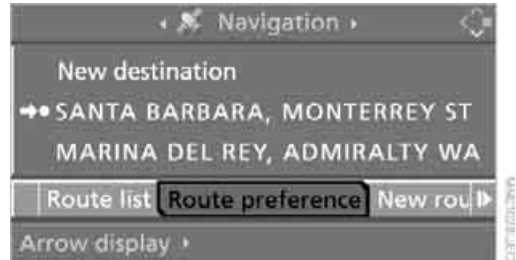 Navigation
New destination
SANTA BARBARA, MONTERREY ST
MARINA DEL REY, ADMIRALTY WA
Route list Route preference New rou
Arrow display